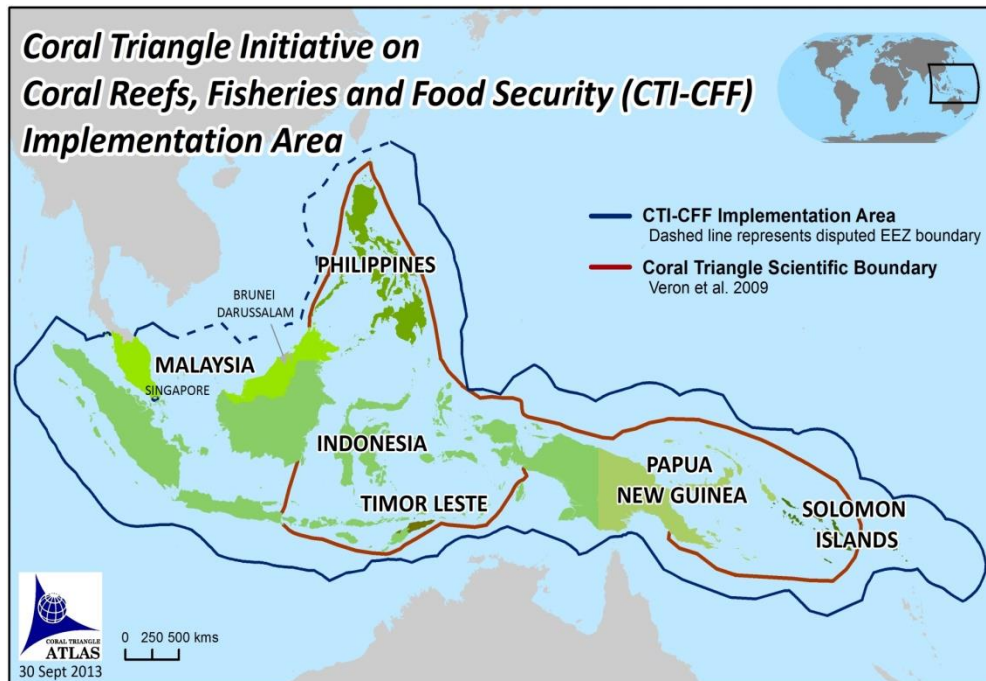 Coral Triangle Initiative on
Coral Reefs, Fisheries and Food Security (CTI-CFF)
Implementation Area
CTI-CFF Implementation Area
Dashed line represents disputed EEZ boundary
Coral Triangle Scientific Boundary
Veron et al. 2009
PHILIPPINES
BRUNEI
DARUSSALAM
MALAYSIA
SINGAPORE
INDONESIA
TIMOR LESTE
PAPUA
NEW GUINEA
SOLOMON
ISLANDS
CORAL TRIANGLE
ATLAS
30 Sept 2013
0 250 500 kms